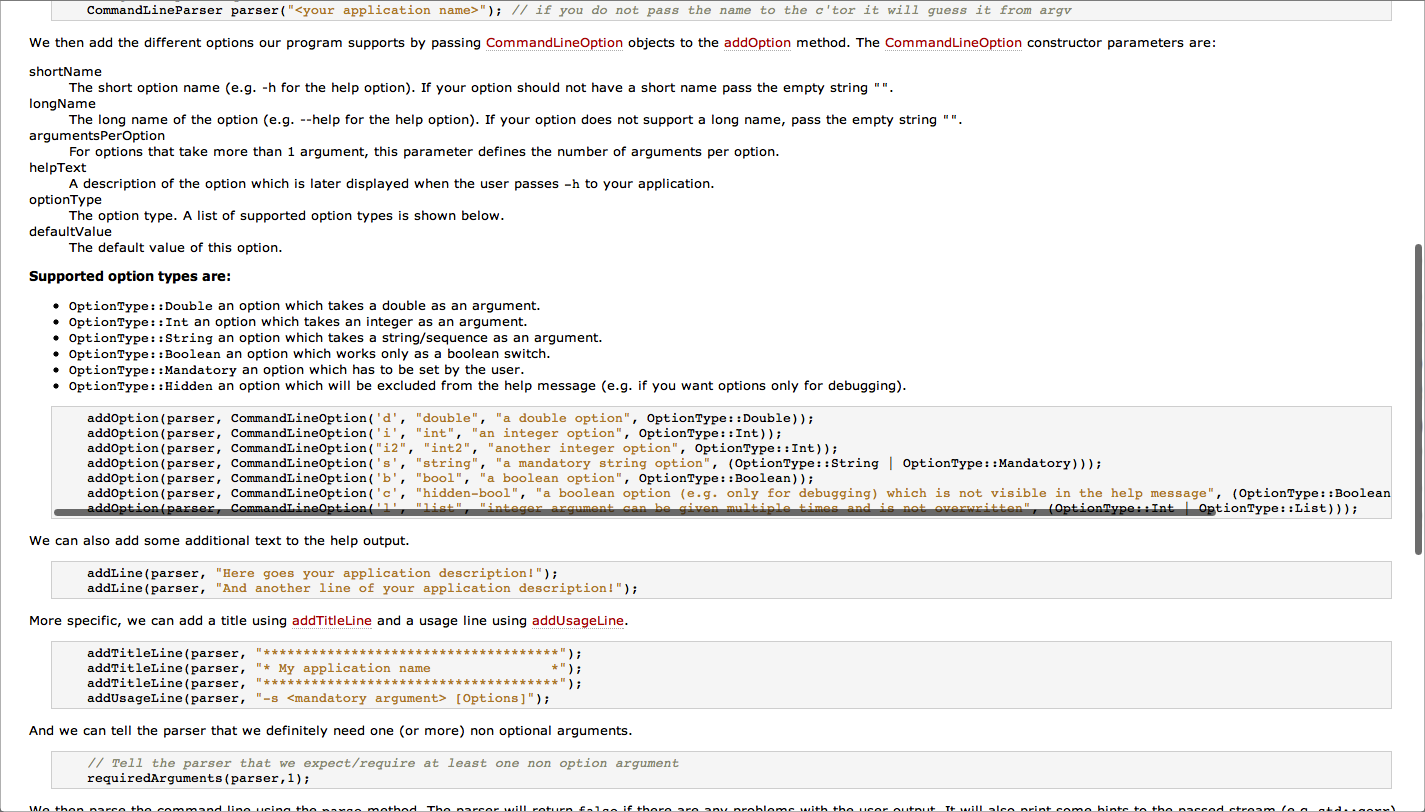 CommandLineParser parser("<your application name>"); // if you do not pass the name to the c'tor it will guess it from argv
We then add the different options our program supports by passing CommandLineOption objects to the addOption method. The CommandLineOption constructor parameters are:
shortName
The short option name (e.g. -h for the help option). If your option should not have a short name pass the empty string "".
longName
The long name of the option (e.g. --help for the help option). If your option does not support a long name, pass the empty string "".
argumentsPerOption
For options that take more than 1 argument, this parameter defines the number of arguments per option.
helpText
A description of the option which is later displayed when the user passes -h to your application.
optionType
The option type. A list of supported option types is shown below.
defaultValue
The default value of this option.
Supported option types are:
• OptionType::Double an option which takes a double as an argument.
• OptionType::Int an option which takes an integer as an argument.
• OptionType::String an option which takes a string/sequence as an argument.
• OptionType::Boolean an option which works only as a boolean switch.
• OptionType::Mandatory an option which has to be set by the user.
• OptionType::Hidden an option which will be excluded from the help message (e.g. if you want options only for debugging).
addOption(parser, CommandLineOption('d', "double", "a double option", OptionType::Double));
addOption(parser, CommandLineOption('i', "int", "an integer option", OptionType::Int));
addOption(parser, CommandLineOption("i2", "int2", "another integer option", OptionType::Int));
addOption(parser, CommandLineOption('s', "string", "a mandatory string option", (OptionType::String | OptionType::Mandatory)));
addOption(parser, CommandLineOption('b', "bool", "a boolean option", OptionType::Boolean));
addOption(parser, CommandLineOption('c', "hidden-bool", "a boolean option (e.g. only for debugging) which is not visible in the help message", (OptionType::Boolean
addOption(parser, CommandLineOption('l', "list", "integer argument can be given multiple times and is not overwritten", (OptionType::Int | OptionType::List)));
We can also add some additional text to the help output.
addLine(parser, "Here goes your application description!");
addLine(parser, "And another line of your application description!");
More specific, we can add a title using addTitleLine and a usage line using addUsageLine.
addTitleLine(parser, "*************************************");
addTitleLine(parser, "* My application name               *");
addTitleLine(parser, "*************************************");
addUsageLine(parser, "-s <mandatory argument> [Options]");
And we can tell the parser that we definitely need one (or more) non optional arguments.
// Tell the parser that we expect/require at least one non option argument
requiredArguments(parser,1);
We then parse the command line using the parse method. The parser will return false if there are any problems with the user output. It will also print some hints to the passed stream (e.g. std::cerr)